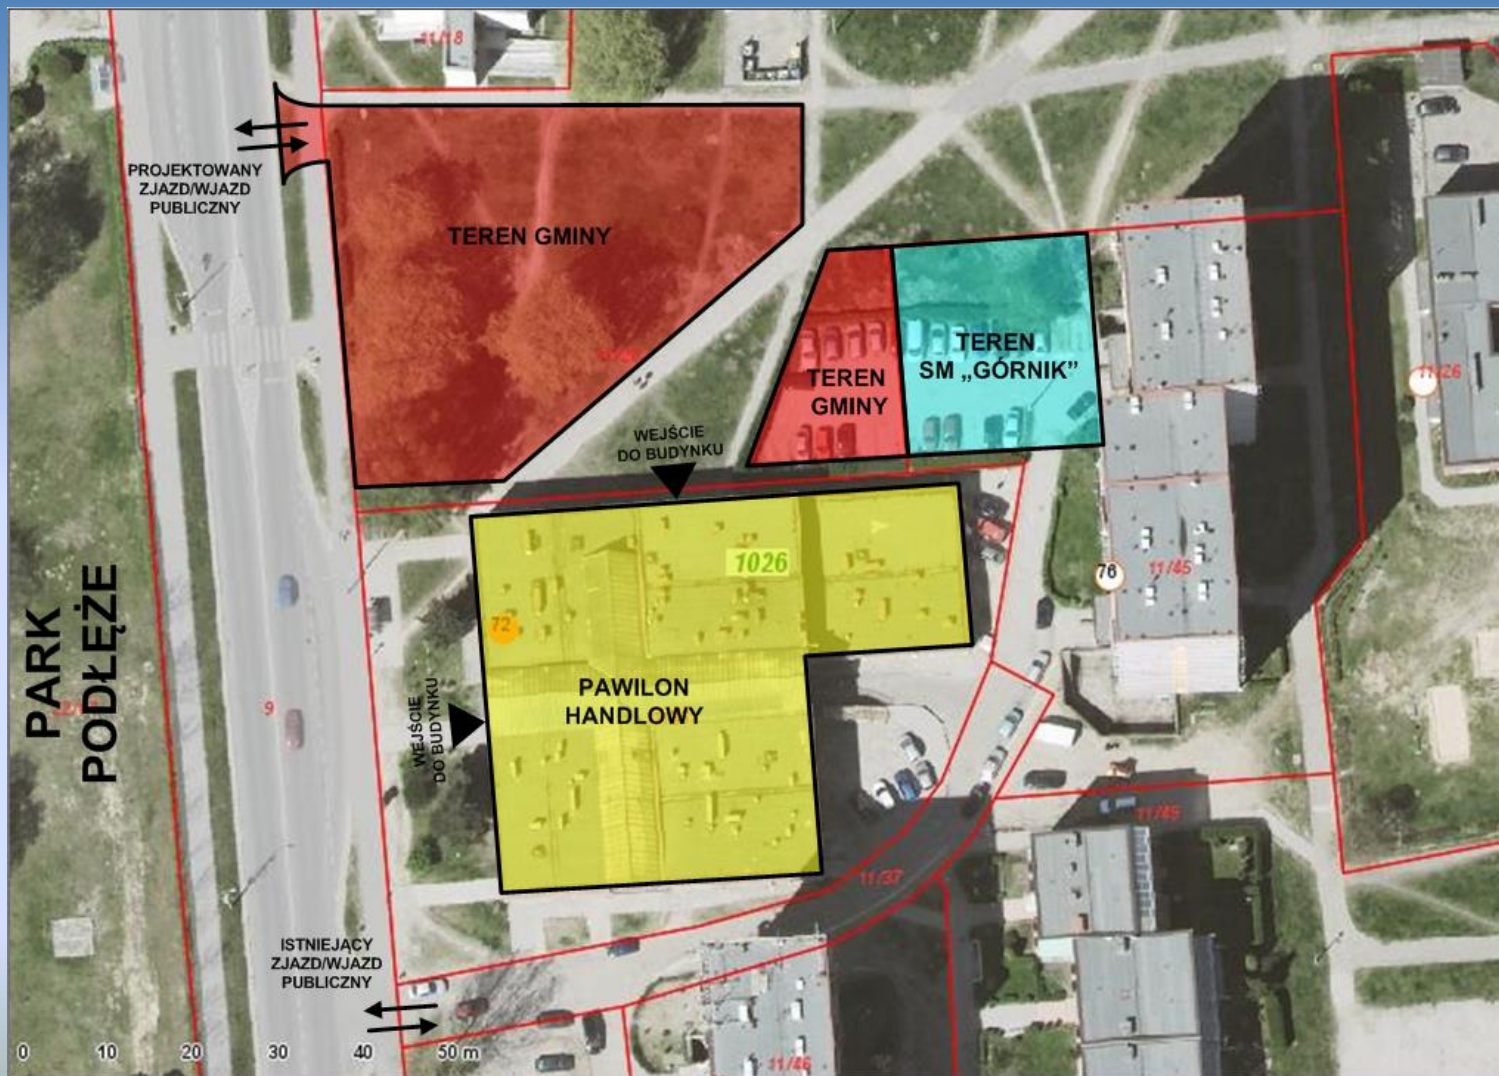 11/18
PROJEKTOWANY
ZJAZD/WJAZD
PUBLICZNY
TEREN GMINY
TEREN
GMINY
TEREN
SM „GÓRNIK”
11/26
WEJŚCIE
DO BUDYNKU
1026
72
76
11/45
PARK
PODŁĘŻE
9
WEJŚCIE
DO BUDYNKU
PAWILON
HANDLOWY
11/49
11/37
ISTNIEJĄCY
ZJAZD/WJAZD
PUBLICZNY
0 10 20 30 40 50 m
11/46